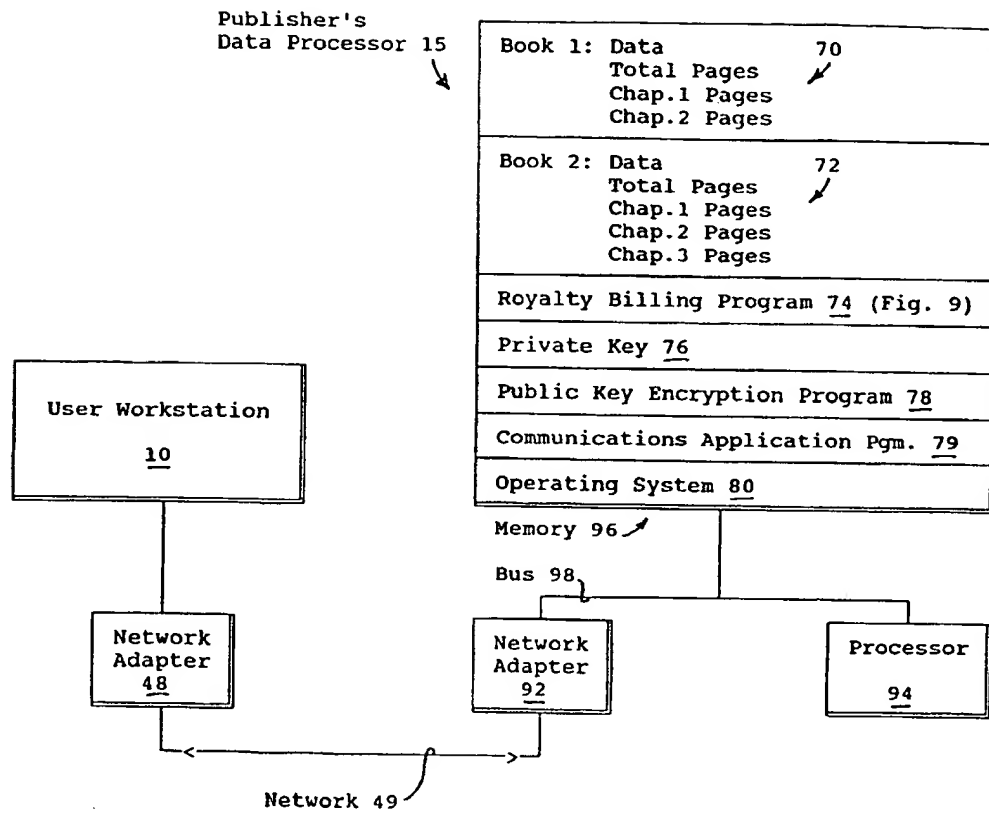 Publisher's
Data Processor 15
Book 1: Data 70
Total Pages
Chap.1 Pages
Chap.2 Pages
Book 2: Data 72
Total Pages
Chap.1 Pages
Chap.2 Pages
Chap.3 Pages
Royalty Billing Program 74 (Fig. 9)
Private Key 76
Public Key Encryption Program 78
Communications Application Pgm. 79
Operating System 80
Memory 96
Bus 98
User Workstation
10
Network
Adapter
48
Network
Adapter
92
Processor
94
Network 49